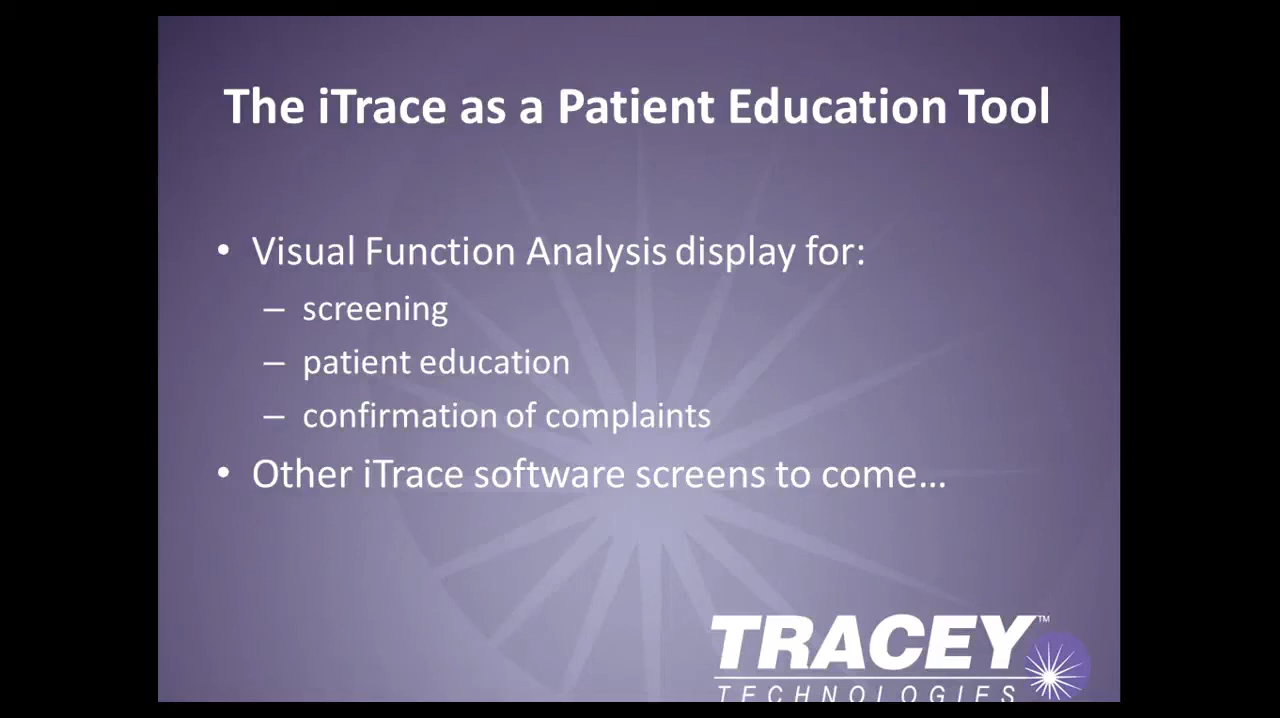 The iTrace as a Patient Education Tool
• Visual Function Analysis display for:
– screening
– patient education
– confirmation of complaints
• Other iTrace software screens to come…
TRACEY™
TECHNOLOGIES